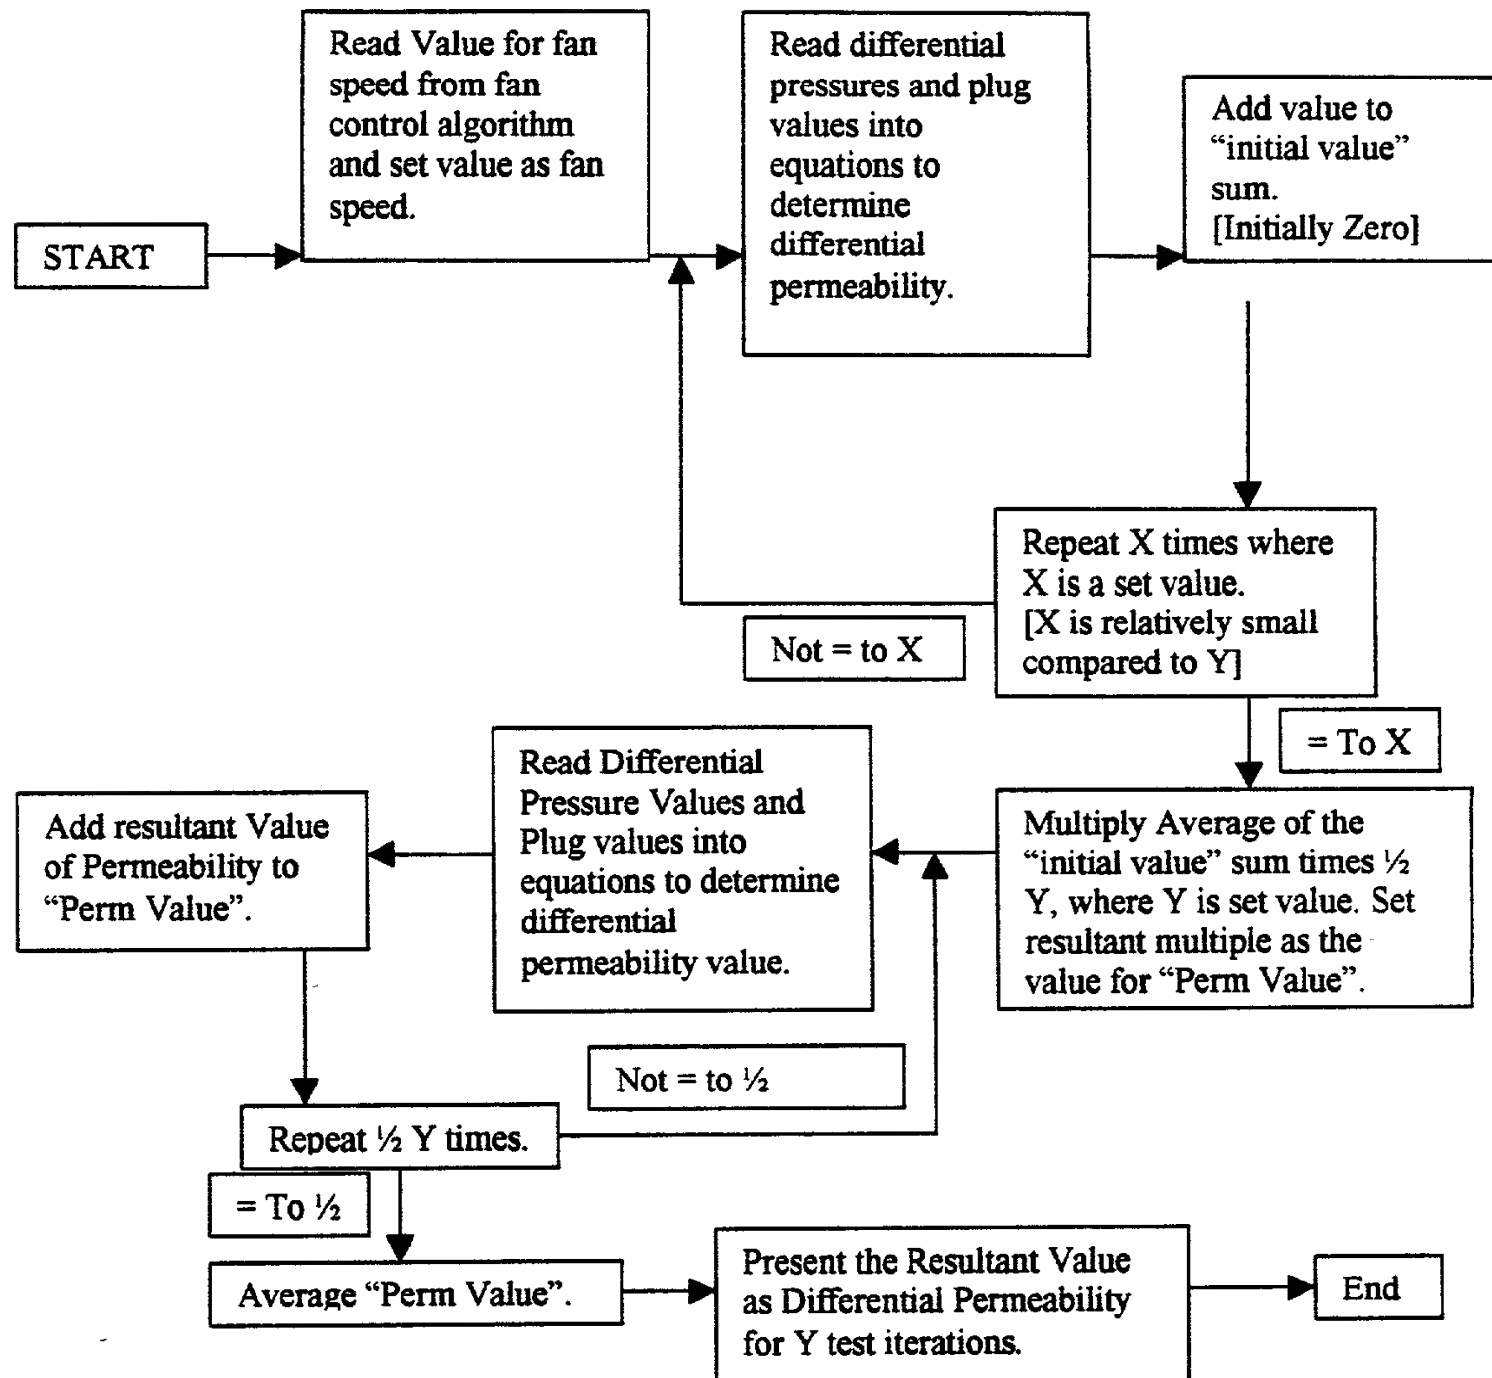 START
Read Value for fan
speed from fan
control algorithm
and set value as fan
speed.
Read differential
pressures and plug
values into
equations to
determine
differential
permeability.
Add value to
“initial value”
sum.
[Initially Zero]
Repeat X times where
X is a set value.
[X is relatively small
compared to Y]
Not = to X
= To X
Multiply Average of the
“initial value” sum times ½
Y, where Y is set value. Set
resultant multiple as the
value for “Perm Value”.
Read Differential
Pressure Values and
Plug values into
equations to determine
differential
permeability value.
Add resultant Value
of Permeability to
“Perm Value”.
Repeat ½ Y times.
Not = to ½
= To ½
Average “Perm Value”.
Present the Resultant Value
as Differential Permeability
for Y test iterations.
End